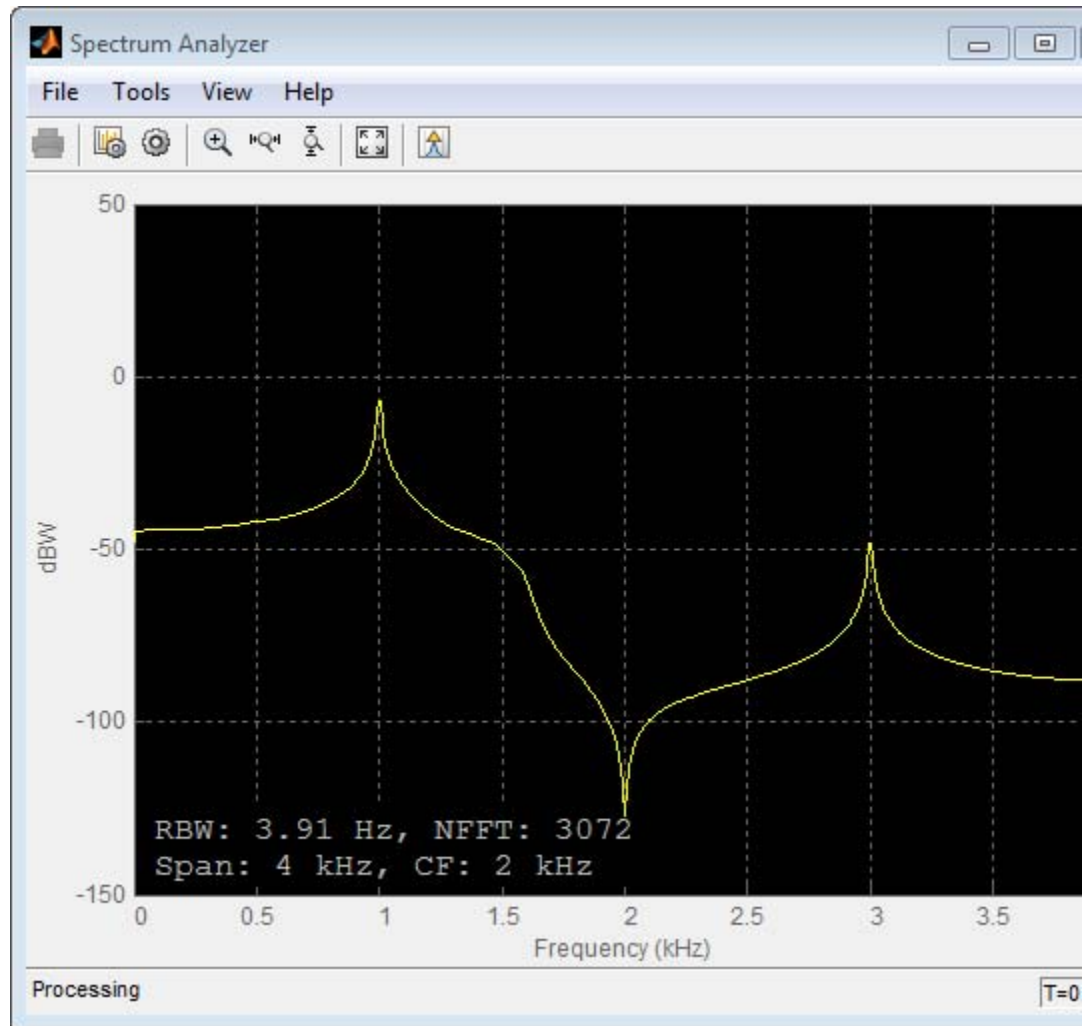 Spectrum Analyzer
File Tools View Help
50
0
-50
-100
-150
dBW
RBW: 3.91 Hz, NFFT: 3072
Span: 4 kHz, CF: 2 kHz
0 0.5 1 1.5 2 2.5 3 3.5
Frequency (kHz)
Processing
T=0